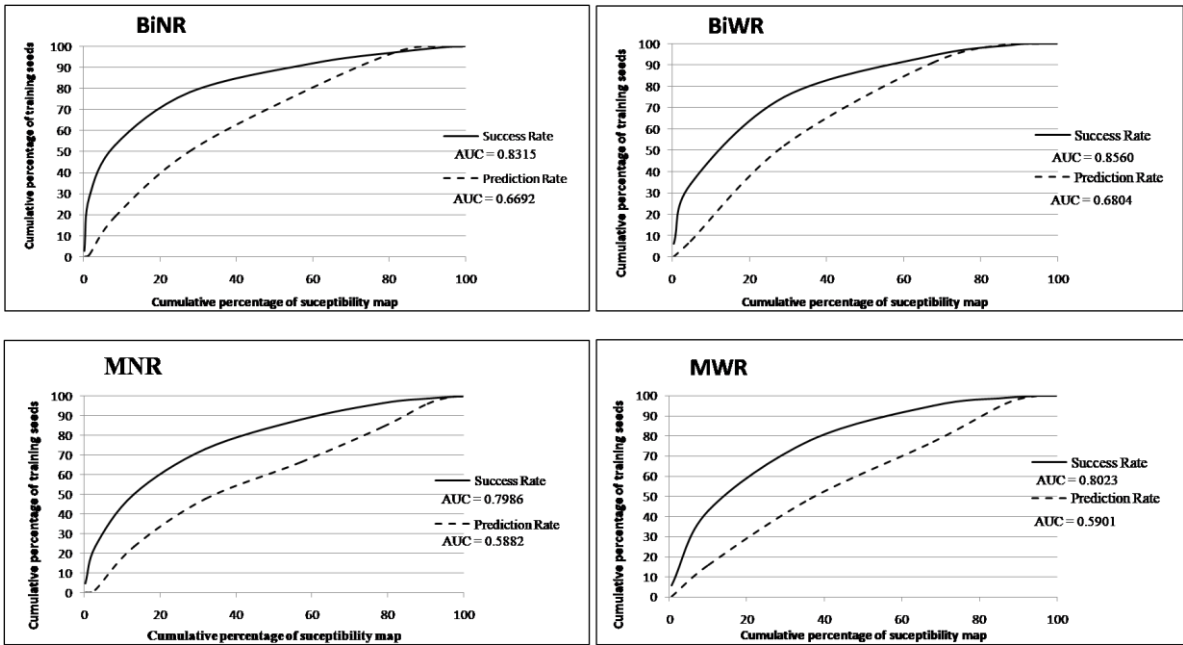 BiNR
Cumulative percentage of training seeds
100
90
80
70
60
50
40
30
20
10
0
0 20 40 60 80 100
Cumulative percentage of suceptibility map
Success Rate
AUC = 0.8315
Prediction Rate
AUC = 0.6692
BiWR
Cumulative percentage of training seeds
100
90
80
70
60
50
40
30
20
10
0
0 20 40 60 80 100
Cumulative percentage of suceptibility map
Success Rate
AUC = 0.8560
Prediction Rate
AUC = 0.6804
MNR
Cumulative percentage of training seeds
100
90
80
70
60
50
40
30
20
10
0
0 20 40 60 80 100
Cumulative percentage of suceptibility map
Success Rate
AUC = 0.7986
Prediction Rate
AUC = 0.5882
MWR
Cumulative percentage of training seeds
100
90
80
70
60
50
40
30
20
10
0
0 20 40 60 80 100
Cumulative percentage of suceptibility map
Success Rate
AUC = 0.8023
Prediction Rate
AUC = 0.5901